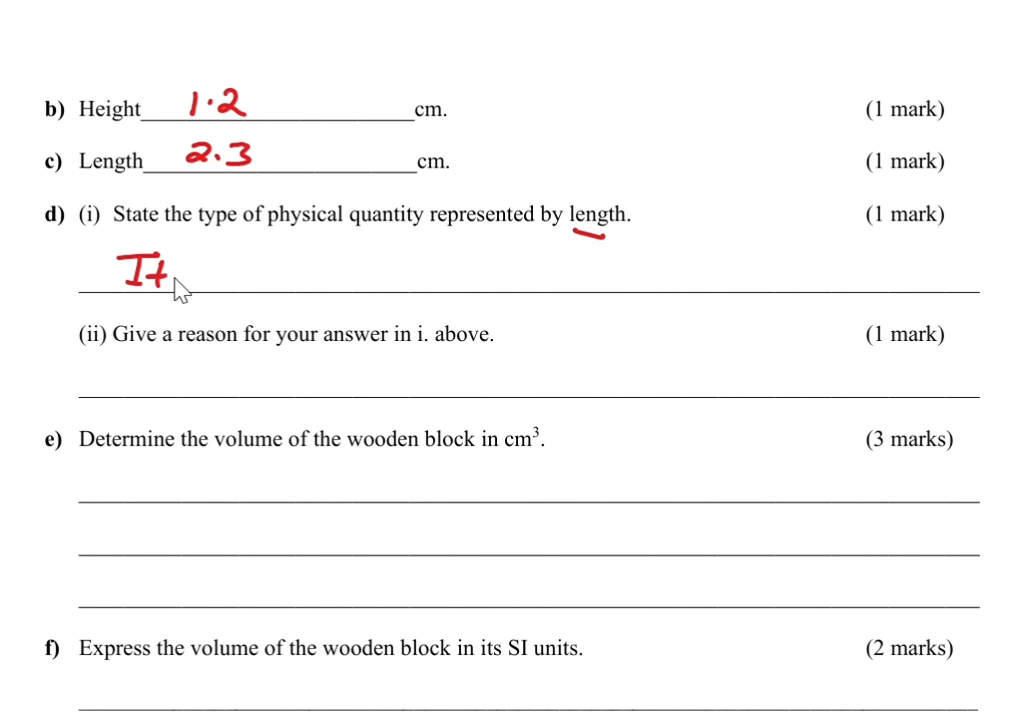 b) Height 1.2 cm. (1 mark)
c) Length 2.3 cm. (1 mark)
d) (i) State the type of physical quantity represented by length. (1 mark)
It
(ii) Give a reason for your answer in i. above. (1 mark)
e) Determine the volume of the wooden block in cm³. (3 marks)
f) Express the volume of the wooden block in its SI units. (2 marks)